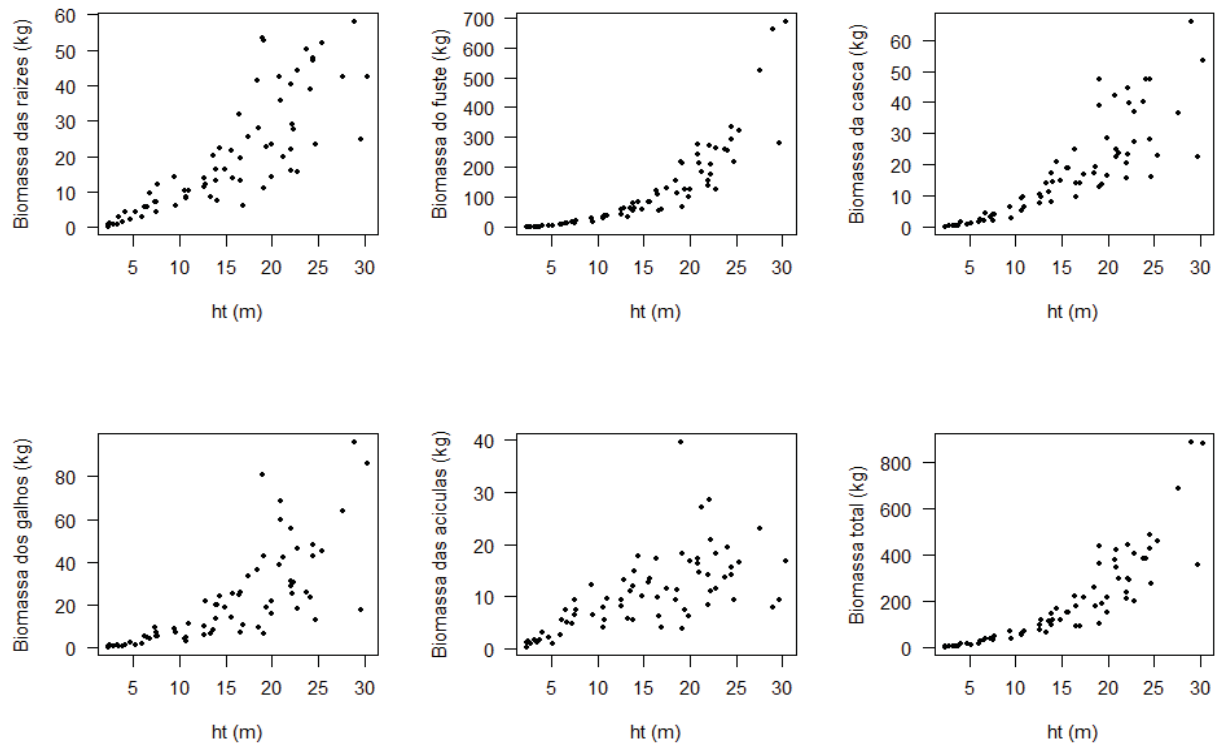 Biomassa das raizes (kg)
60
50
40
30
20
10
0
5 10 15 20 25 30
ht (m)
Biomassa do fuste (kg)
700
600
500
400
300
200
100
0
5 10 15 20 25 30
ht (m)
Biomassa da casca (kg)
60
50
40
30
20
10
0
5 10 15 20 25 30
ht (m)
Biomassa dos galhos (kg)
80
60
40
20
0
5 10 15 20 25 30
ht (m)
Biomassa das aciculas (kg)
40
30
20
10
0
5 10 15 20 25 30
ht (m)
Biomassa total (kg)
800
600
400
200
0
5 10 15 20 25 30
ht (m)